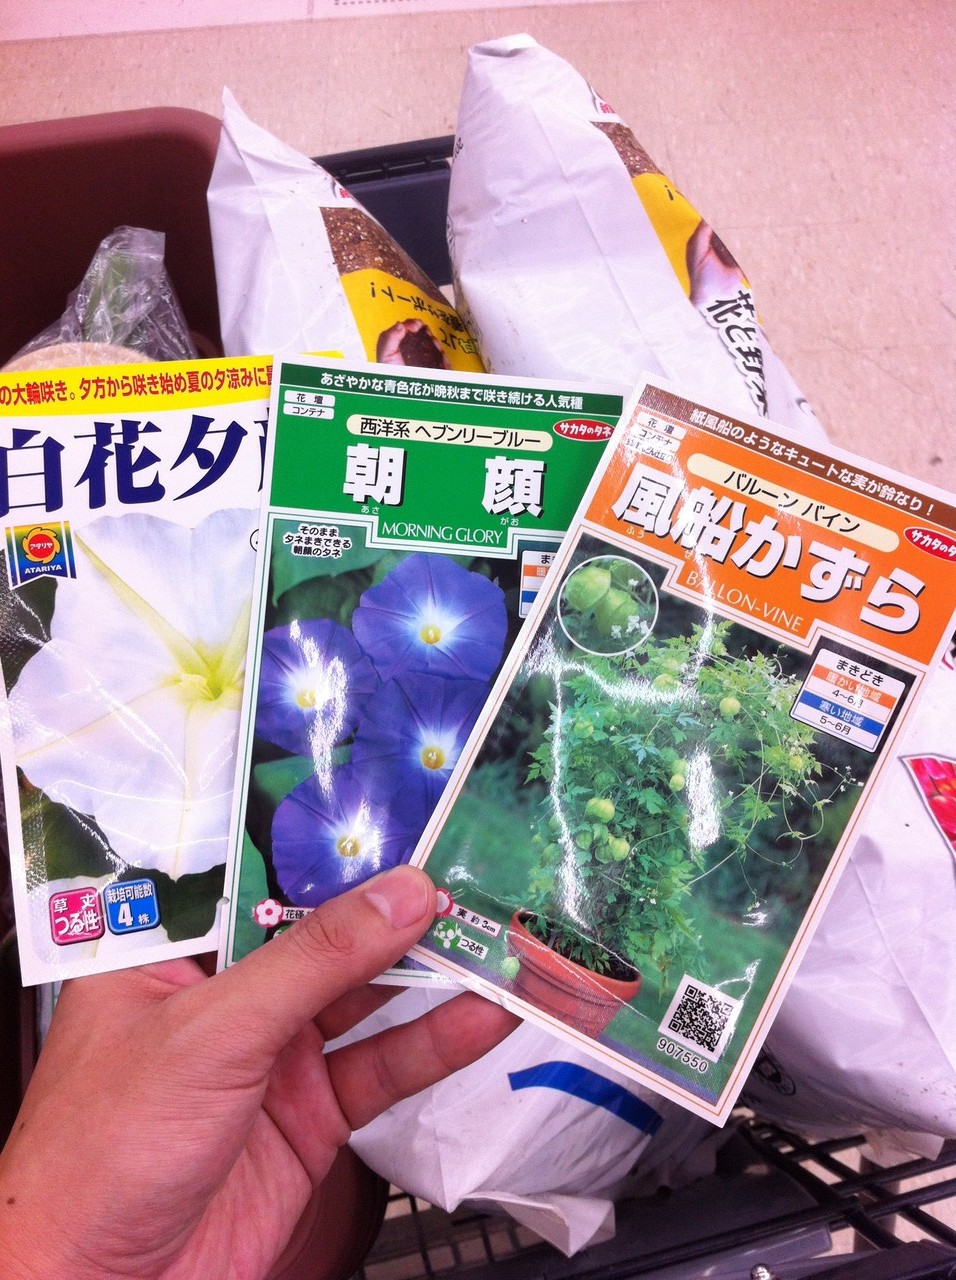 の大輪咲き。夕方から咲き始め夏の夕涼みに
白花夕
アタリヤ
ATARIYA
草丈
つる性
栽培可能数
4株
あざやかな青色花が晩秋まで咲き続ける人気種
花壇
コンテナ
西洋系 ヘブンリーブルー
サカタのタネ
朝顔
あさ がお
MORNING GLORY
そのまま
タネまきできる
朝顔のタネ
花径
紙風船のようなキュートな実が鈴なり!
花壇
コンテナ
バルーンバイン
サカタのタ
風船かずら
ふう
BALLON-VINE
まきどき
暖かい地域
4~6月
寒い地域
5~6月
実 約3cm
つる性
907550
花と野